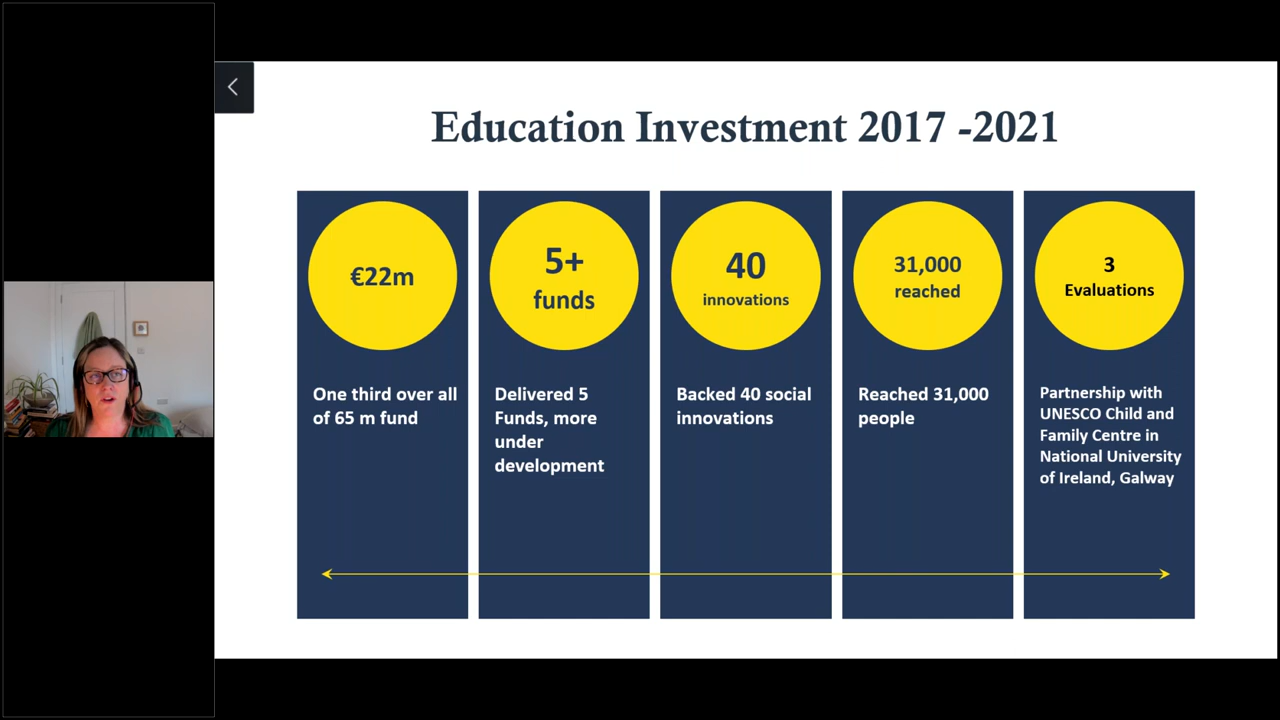 Education Investment 2017 -2021
€22m
One third over all
of 65 m fund
5+
funds
Delivered 5
Funds, more
under
development
40
innovations
Backed 40 social
innovations
31,000
reached
Reached 31,000
people
3
Evaluations
Partnership with
UNESCO Child and
Family Centre in
National University
of Ireland, Galway